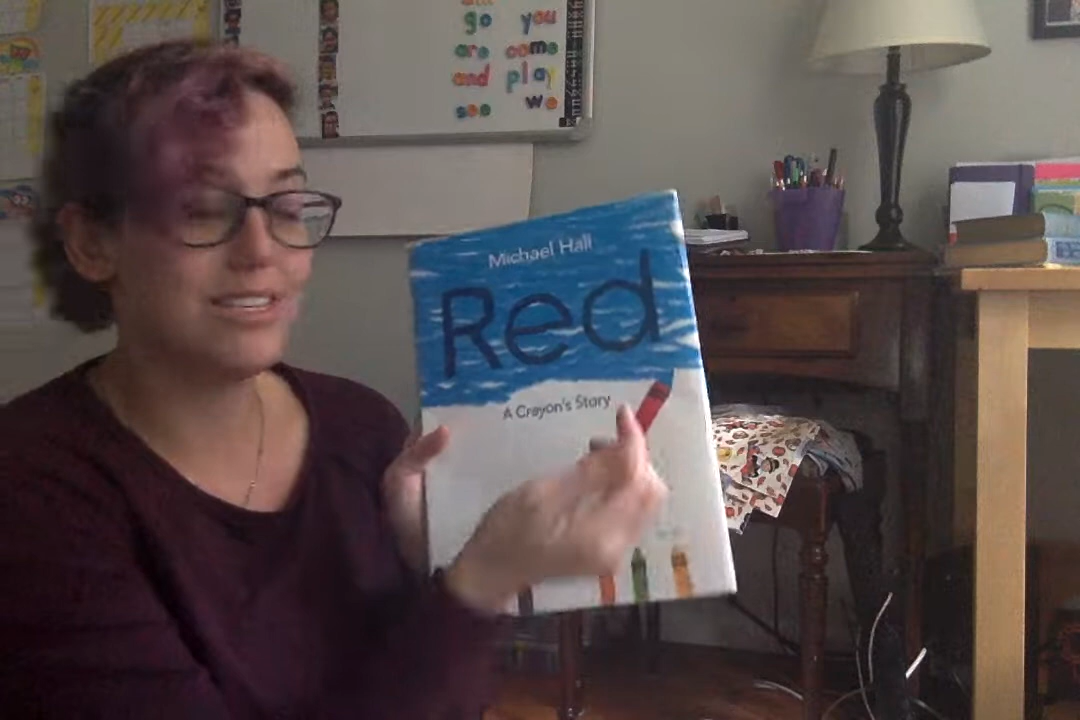 go you
are come
and play
see we
Michael Hall
Red
A Crayon's Story